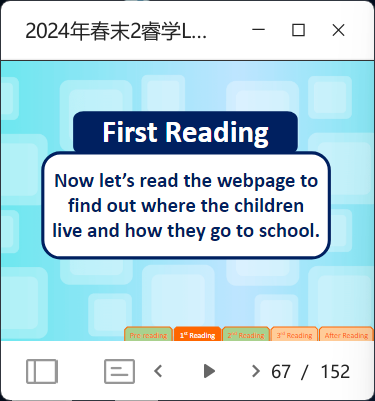 2024年春末2睿学L...
First Reading
Now let's read the webpage to
find out where the children
live and how they go to school.
Pre-reading 1st Reading 2nd Reading 3rd Reading After Reading
67 / 152